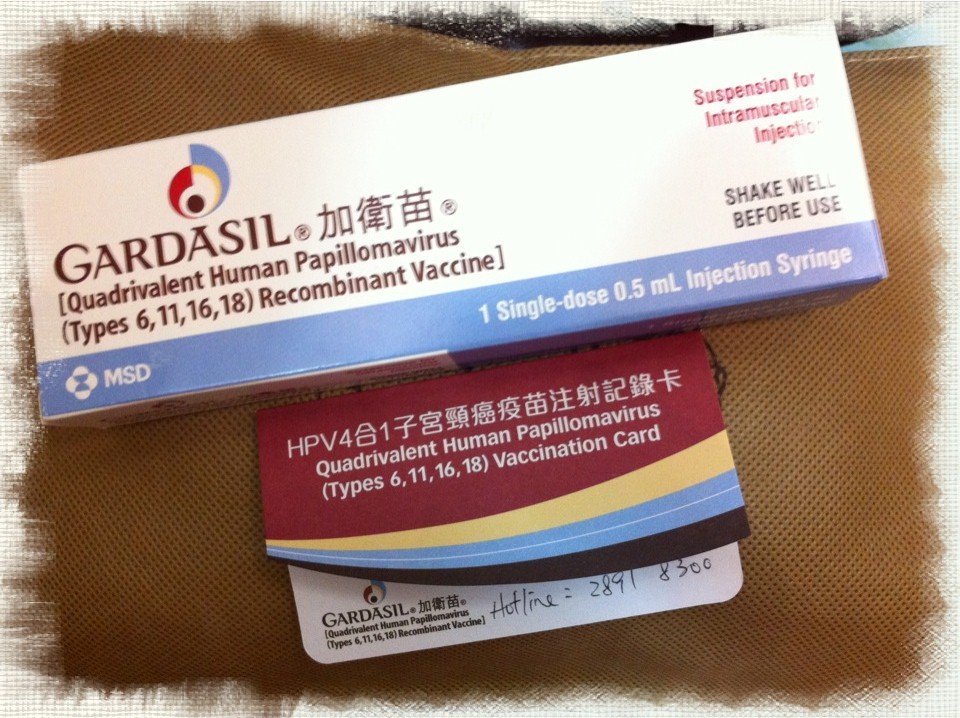 Suspension for
Intramuscular
Injection
SHAKE WELL
BEFORE USE
GARDASIL® 加衛苗®
[Quadrivalent Human Papillomavirus
(Types 6,11,16,18) Recombinant Vaccine]
1 Single-dose 0.5 mL Injection Syringe
MSD
HPV4合1子宮頸癌疫苗注射記錄卡
Quadrivalent Human Papillomavirus
(Types 6,11,16,18) Vaccination Card
GARDASIL® 加衛苗®
[Quadrivalent Human Papillomavirus
(Types 6,11,16,18) Recombinant Vaccine]
Hotline = 2891 8300